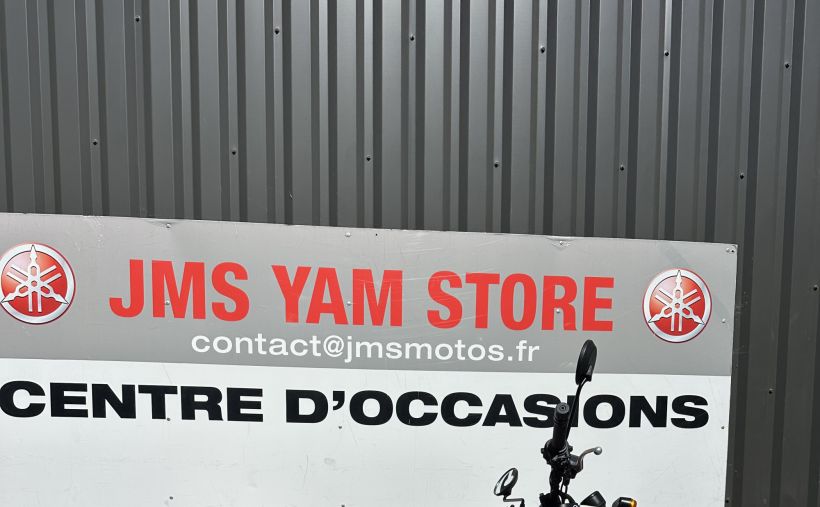 JMS YAM STORE
contact@jmsmotos.fr
CENTRE D'OCCASIONS